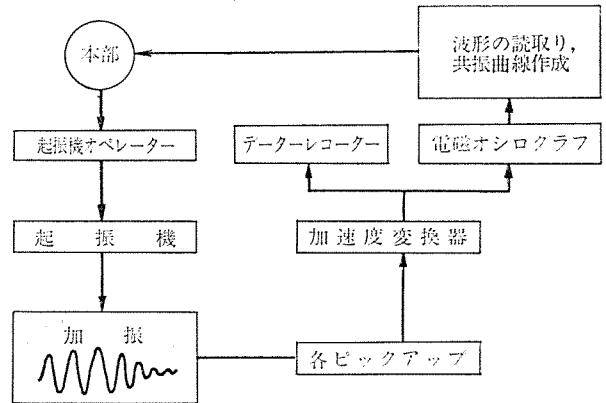 本部
波形の読取り,
共振曲線作成
起振機オペレーター
データーレコーター
電磁オシログラフ
起振機
加速度変換器
加振
各ピックアップ